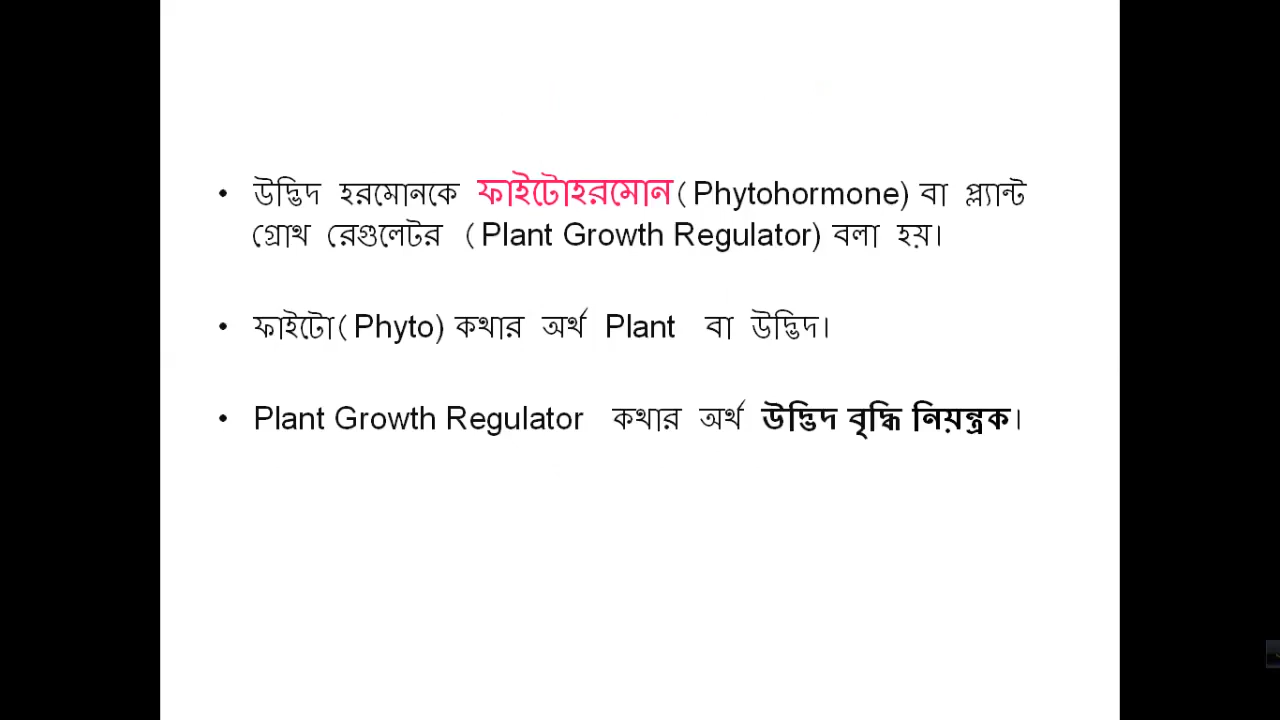 • উদ্ভিদ হরমোনকে ফাইটোহরমোন( Phytohormone) বা প্ল্যান্ট
গ্রোথ রেগুলেটর ( Plant Growth Regulator) বলা হয়।
• ফাইটো( Phyto) কথার অর্থ Plant বা উদ্ভিদ।
• Plant Growth Regulator কথার অর্থ উদ্ভিদ বৃদ্ধি নিয়ন্ত্রক।